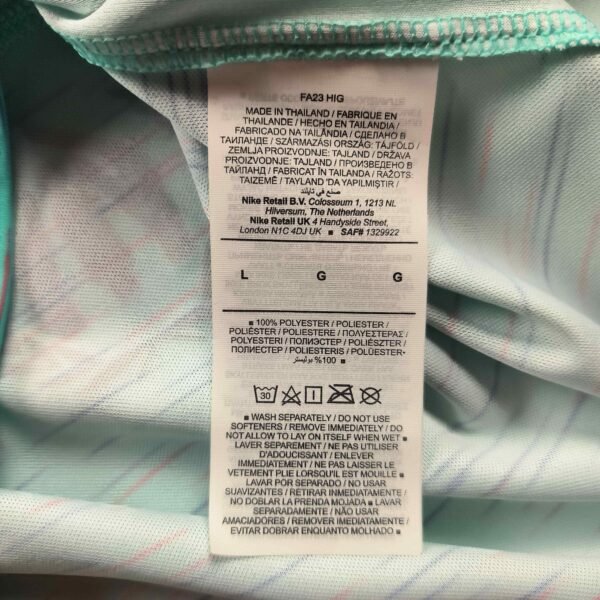 FA23 HIG
MADE IN THAILAND / FABRIQUE EN
THAILANDE / HECHO EN TAILANDIA /
FABRICADO NA TAILÂNDIA / СДЕЛАНО В
ТАИЛАНДЕ / SZÁRMAZÁSI ORSZÁG: TÁJFÖLD /
ZEMLJA PROIZVODNJE: TAJLAND / DRŽAVA
PROIZVODNJE: TAJLAND / ПРОИЗВЕДЕНО В
ТАЙЛАНД / FABRICAT ÎN TAILANDA / RAŽOTS:
TAIZEMĒ / TAYLAND 'DA YAPILMIŞTIR /
صنع في تايلند
Nike Retail B.V. Colosseum 1, 1213 NL
Hilversum, The Netherlands
Nike Retail UK 4 Handyside Street,
London N1C 4DJ UK ■ SAF# 1329922
L G G
■ 100% POLYESTER / POLIESTER /
POLIÉSTER / POLIESTERE / ΠΟΛΥΕΣΤΕΡΑΣ /
POLYESTERI / ПОЛИЭСТЕР / POLIÉSZTER /
ПОЛИЕСТЕР / POLIESTERIS / POLÜESTER ▪
■ %100 بوليستر
30
■ WASH SEPARATELY / DO NOT USE
SOFTENERS / REMOVE IMMEDIATELY / DO
NOT ALLOW TO LAY ON ITSELF WHEN WET ■
LAVER SEPAREMENT / NE PAS UTILISER
D'ADOUCISSANT / ENLEVER
IMMEDIATEMENT / NE PAS LAISSER LE
VETEMENT PLIE LORSQU'IL EST MOUILLE ■
LAVAR POR SEPARADO / NO USAR
SUAVIZANTES / RETIRAR INMEDIATAMENTE /
NO DOBLAR LA PRENDA MOJADA ■ LAVAR
SEPARADAMENTE / NÃO USAR
AMACIADORES / REMOVER IMEDIATAMENTE /
EVITAR DOBRAR ENQUANTO MOLHADO ■